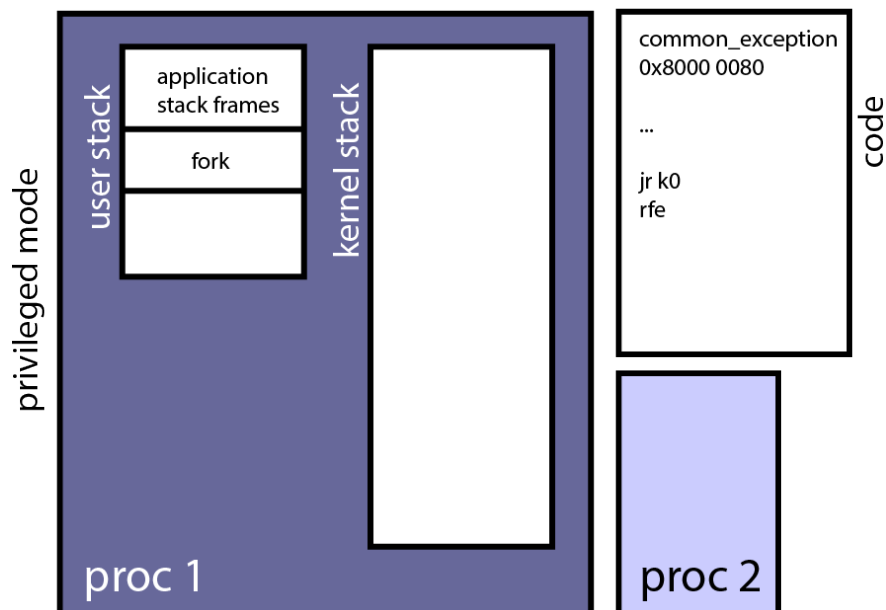 privileged mode
user stack
application
stack frames
fork
kernel stack
proc 1
common_exception
0x8000 0080
...
jr k0
rfe
code
proc 2